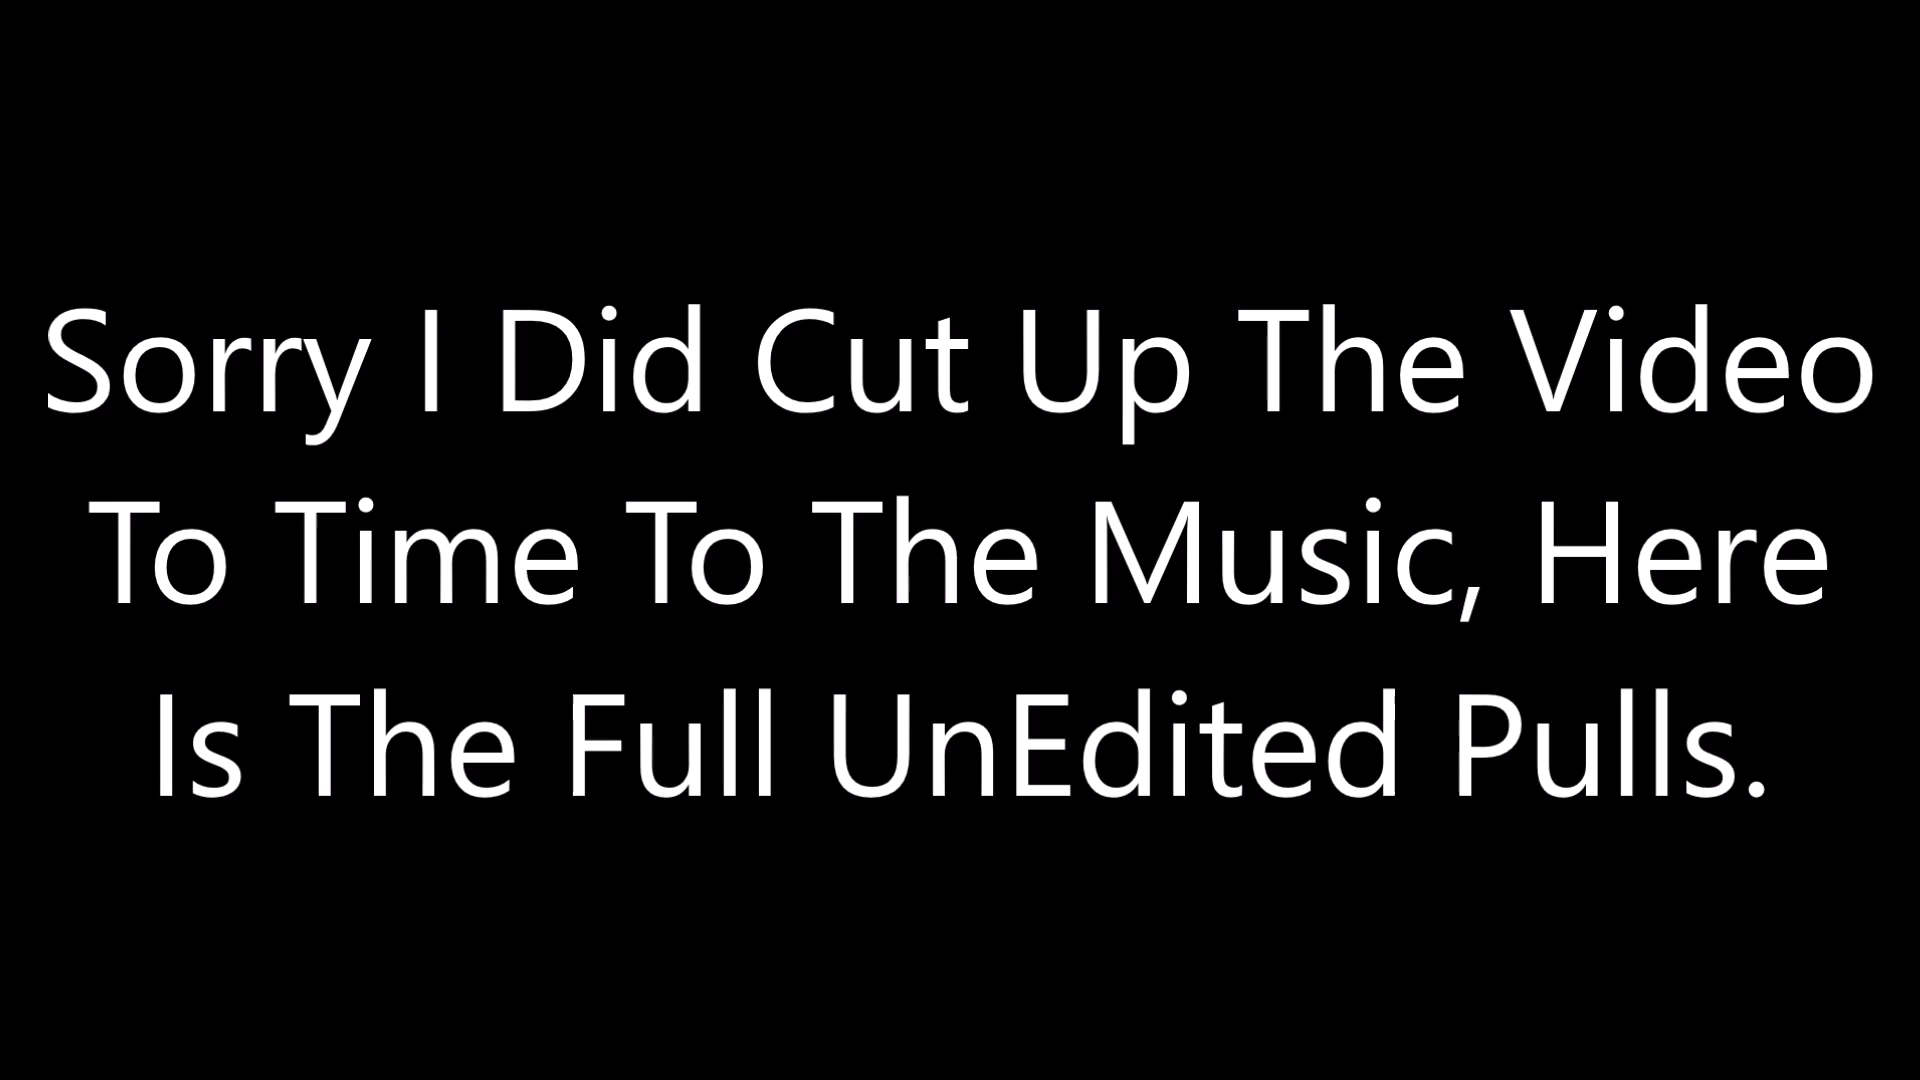 Sorry I Did Cut Up The Video
To Time To The Music, Here
Is The Full UnEdited Pulls.